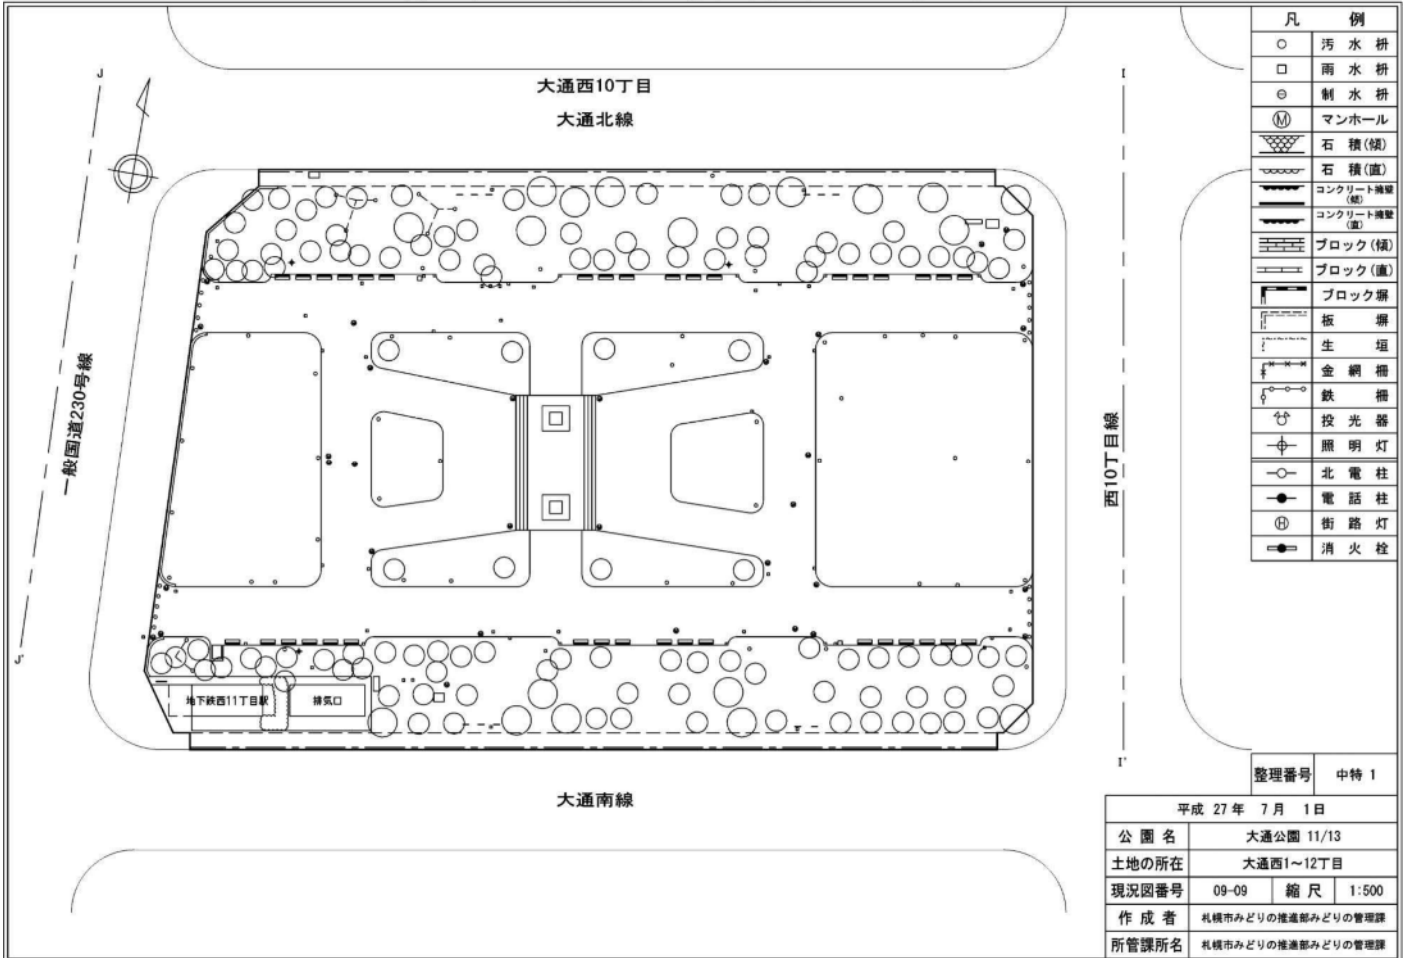 大通西10丁目
大通北線
J
I
一般国道230号線
西10丁目線
地下鉄西11丁目駅
排気口
J'
I'
大通南線
凡 例
汚 水 枡
雨 水 枡
制 水 枡
Ⓜ マンホール
石 積(傾)
石 積(直)
コンクリート擁壁
(傾)
コンクリート擁壁
(直)
ブロック(傾)
ブロック(直)
ブロック塀
板 塀
生 垣
金 網 柵
鉄 柵
投 光 器
照 明 灯
北 電 柱
電 話 柱
Ⓗ 街 路 灯
消 火 栓
整理番号 中特 1
平成 27 年 7 月 1 日
公 園 名 大通公園 11/13
土地の所在 大通西1～12丁目
現況図番号 09-09 縮 尺 1:500
作 成 者 札幌市みどりの推進部みどりの管理課
所管課所名 札幌市みどりの推進部みどりの管理課